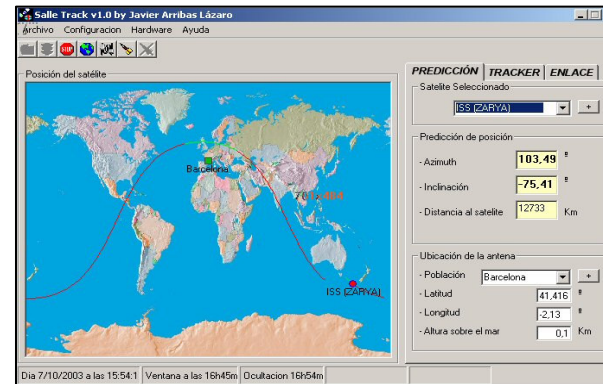 Salle Track v1.0 by Javier Arribas Lázaro
Archivo Configuracion Hardware Ayuda
STOP
Posición del satélite
Barcelona
ISS (ZARYA)
PREDICCIÓN TRACKER ENLACE
Satelite Seleccionado
ISS (ZARYA) +
Predicción de posición
- Azimuth 103,49 º
- Inclinación -75,41 º
- Distancia al satelite 12733 Km
Ubicación de la antena
- Población Barcelona +
- Latitud 41,416 º
- Longitud -2,13 º
- Altura sobre el mar 0,1 Km
Dia 7/10/2003 a las 15:54:1 Ventana a las 16h45m Ocultacion 16h54m